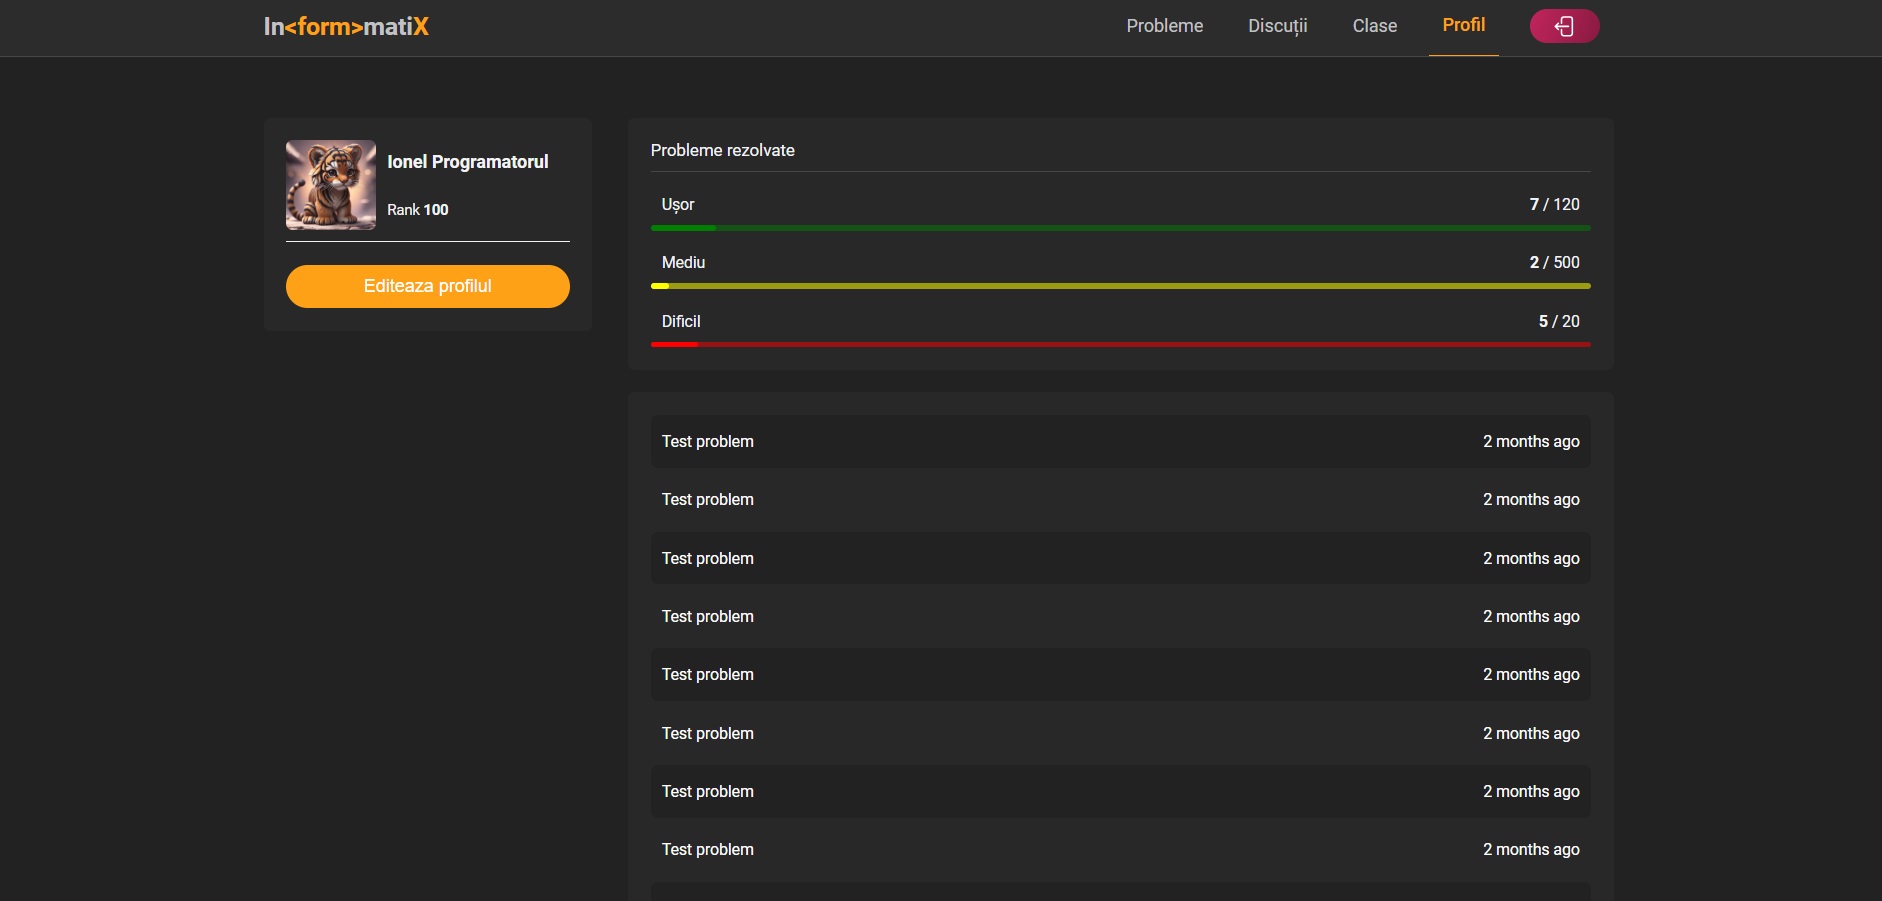 In<form>matiX
Probleme
Discuții
Clase
Profil
Ionel Programatorul
Rank 100
Editeaza profilul
Probleme rezolvate
Ușor 7 / 120
Mediu 2 / 500
Dificil 5 / 20
Test problem 2 months ago
Test problem 2 months ago
Test problem 2 months ago
Test problem 2 months ago
Test problem 2 months ago
Test problem 2 months ago
Test problem 2 months ago
Test problem 2 months ago